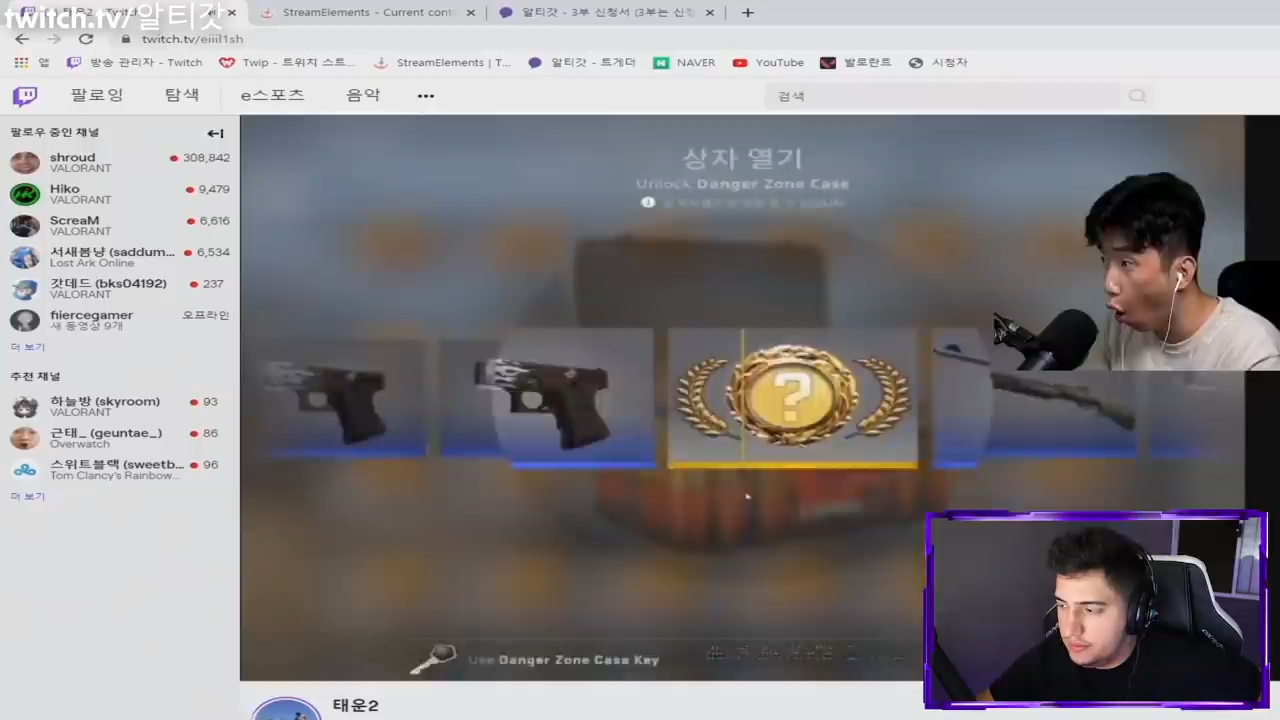 twitch.tv/알티갓
StreamElements - Current cont
알티갓 - 3부 신청서 (3부는 신청
twitch.tv/eiiil1sh
앱
방송 관리자 - Twitch
Twip - 트위치 스트...
StreamElements | T...
알티갓 - 트게더
NAVER
YouTube
발로란트
시청자
팔로잉
탐색
e스포츠
음악
검색
팔로우 중인 채널
shroud
308,842
VALORANT
Hiko
9,479
VALORANT
ScreaM
6,616
VALORANT
서새봄냥 (saddum...
6,534
Lost Ark Online
갓데드 (bks04192)
237
VALORANT
fiercegamer
오프라인
새 동영상 9개
더 보기
추천 채널
하늘방 (skyroom)
93
VALORANT
근태_ (geuntae_)
86
Overwatch
스위트블랙 (sweetb...
96
Tom Clancy's Rainbow...
더 보기
상자 열기
Unlock Danger Zone Case
?
Use Danger Zone Case Key
태운2